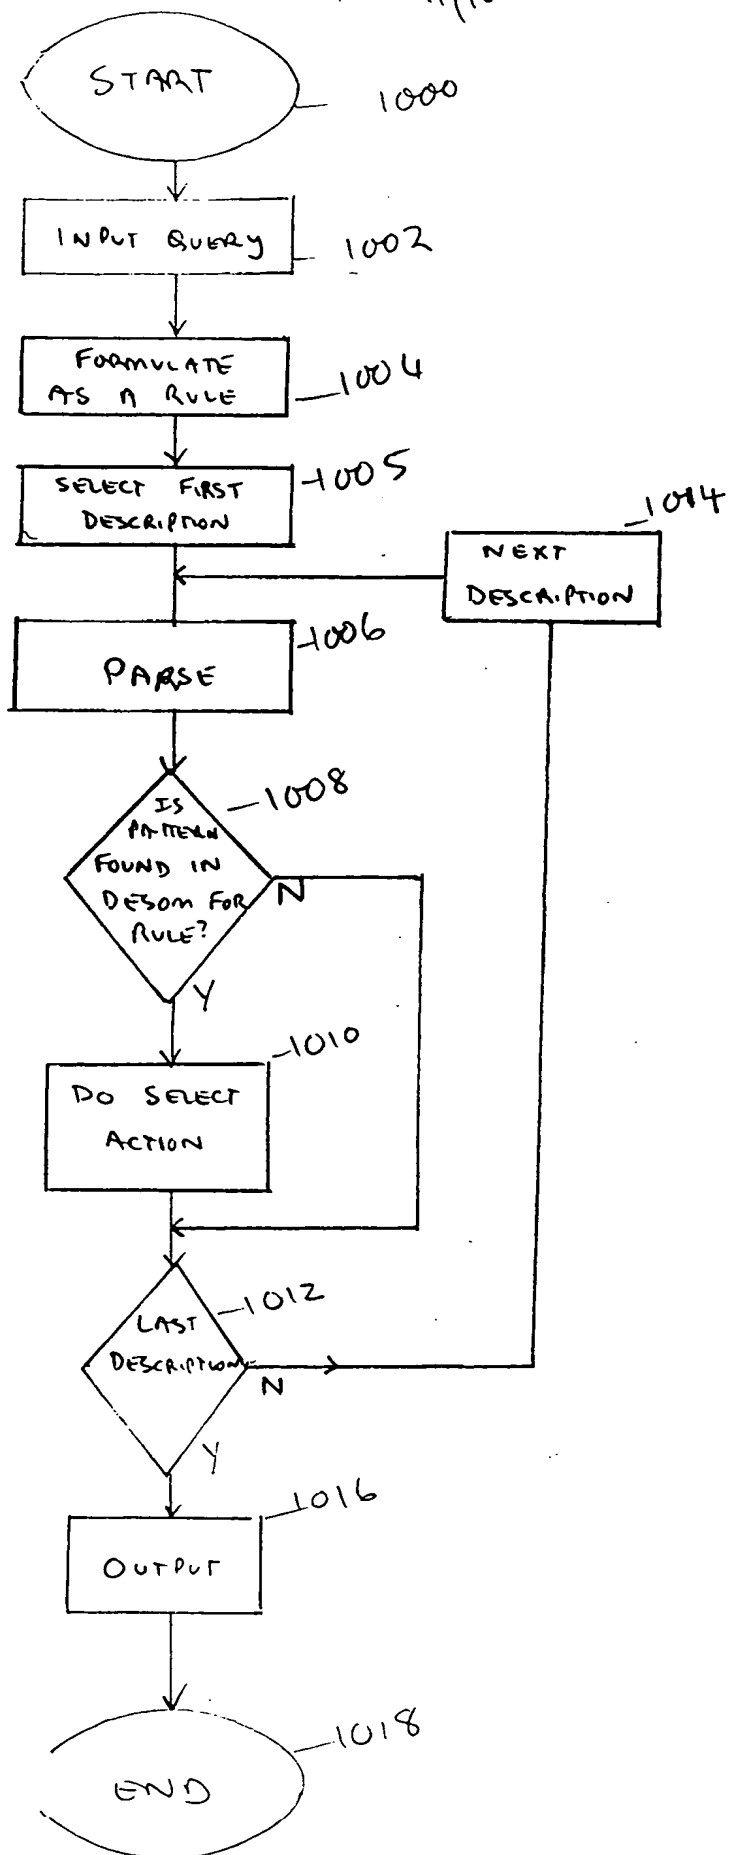 START
1000
INPUT QUERY
1002
FORMULATE
AS A RULE
1004
SELECT FIRST
DESCRIPTION
1005
NEXT
DESCRIPTION
1014
PARSE
1006
IS
PATTERN
FOUND IN
FOR
RULE?
1008
N
Y
DO SELECT
ACTION
1010
LAST
DESCRIPTION
1012
N
Y
OUTPUT
1016
END
1018